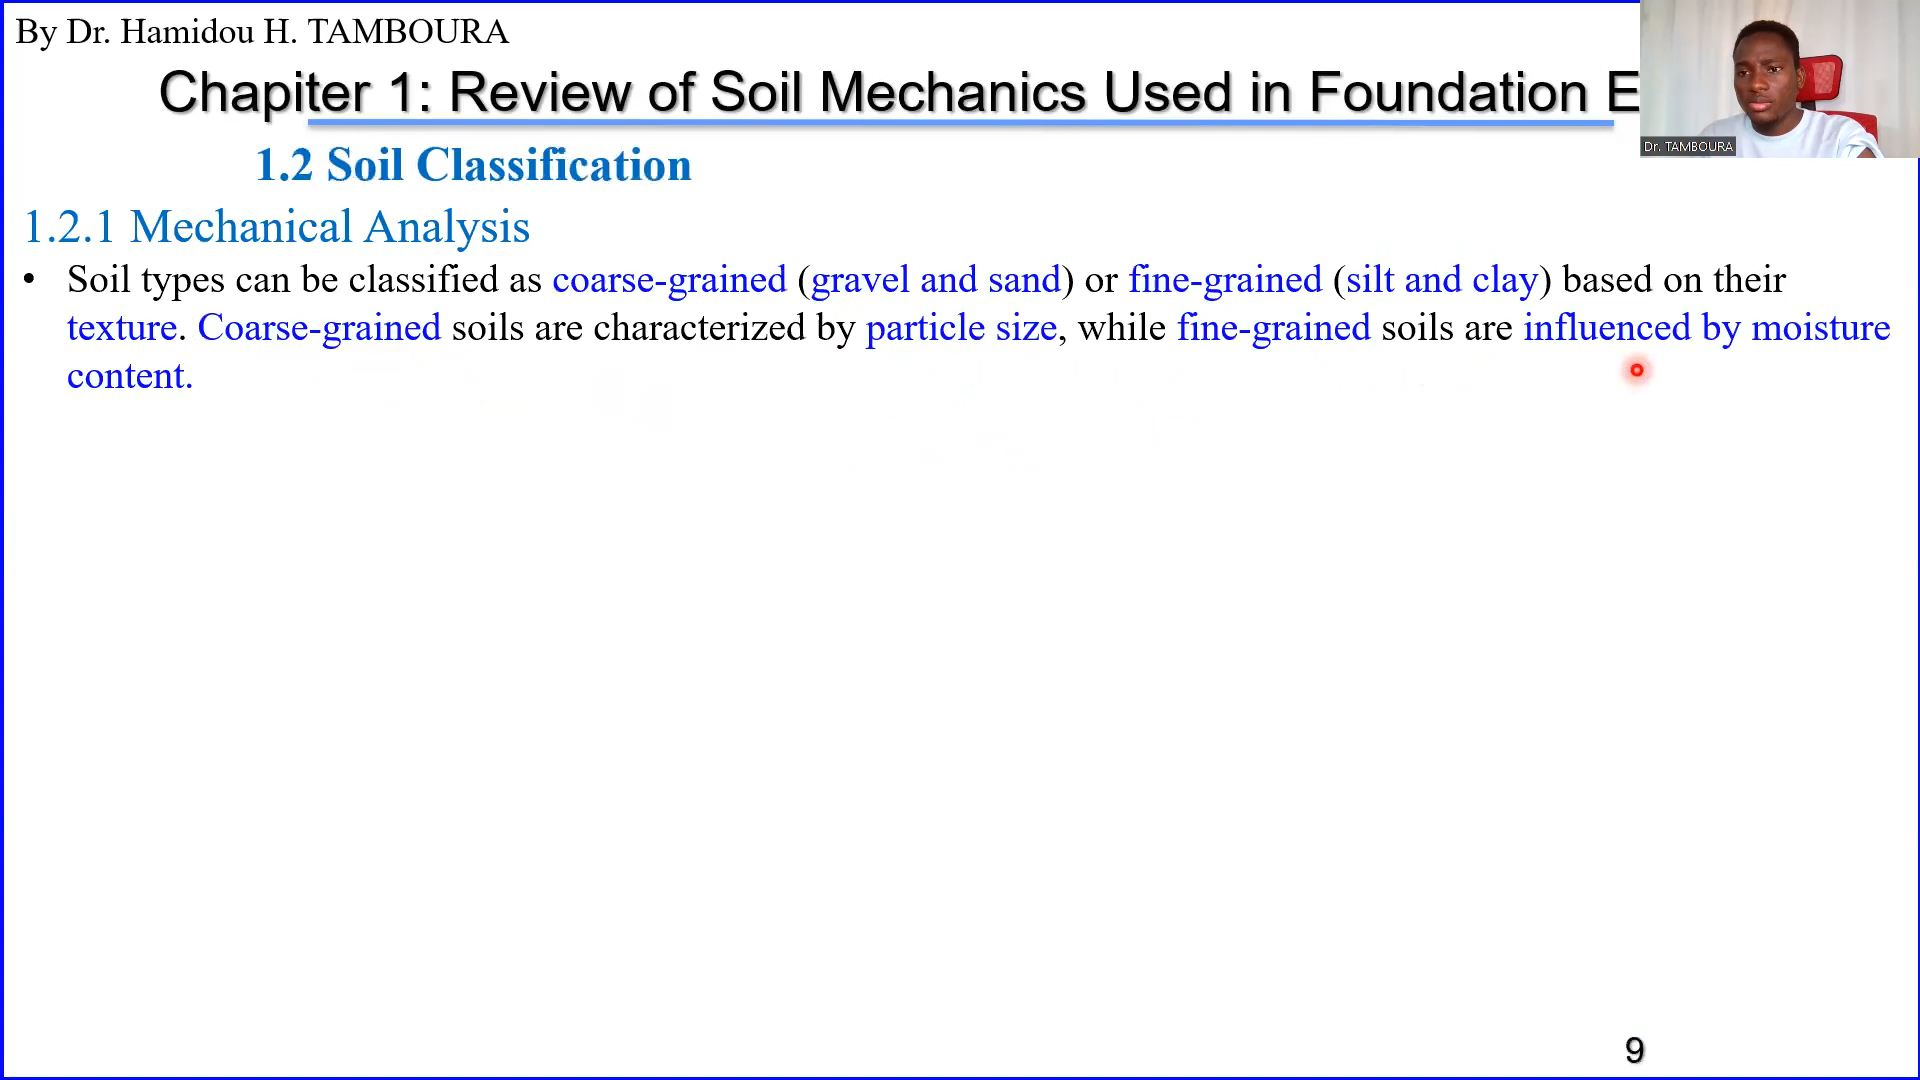 By Dr. Hamidou H. TAMBOURA
Chapiter 1: Review of Soil Mechanics Used in Foundation E
Dr. TAMBOURA
1.2 Soil Classification
1.2.1 Mechanical Analysis
• Soil types can be classified as coarse-grained (gravel and sand) or fine-grained (silt and clay) based on their
texture. Coarse-grained soils are characterized by particle size, while fine-grained soils are influenced by moisture
content.
9